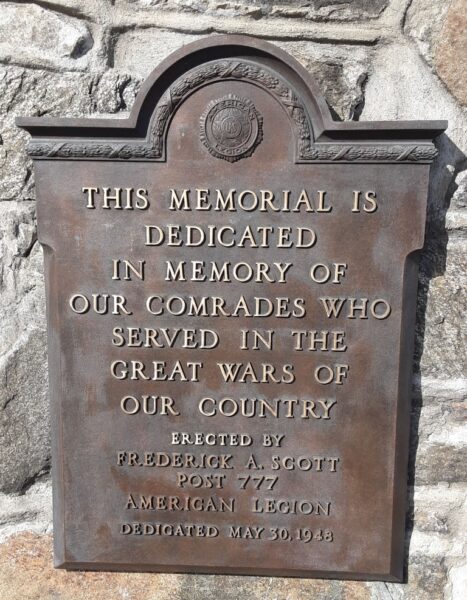 THIS MEMORIAL IS
DEDICATED
IN MEMORY OF
OUR COMRADES WHO
SERVED IN THE
GREAT WARS OF
OUR COUNTRY
ERECTED BY
FREDERICK A. SCOTT
POST 777
AMERICAN LEGION
DEDICATED MAY 30, 1948